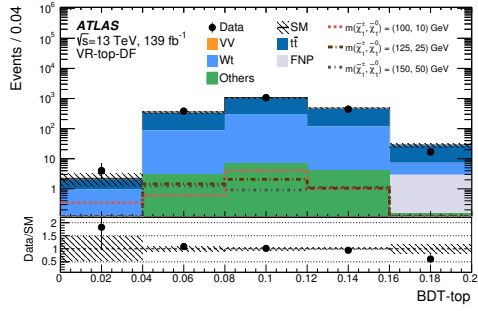 ATLAS
√s=13 TeV, 139 fb⁻¹
VR-top-DF
Data
SM
VV
tt̄
Wt
FNP
Others
m(χ̃₁^±, χ̃₁⁰) = (100, 10) GeV
m(χ̃₁^±, χ̃₁⁰) = (125, 25) GeV
m(χ̃₁^±, χ̃₁⁰) = (150, 50) GeV
Events / 0.04
10⁶
10⁵
10⁴
10³
10²
10
1
Data/SM
2
1.5
1
0.5
0 0.02 0.04 0.06 0.08 0.1 0.12 0.14 0.16 0.18 0.2
BDT-top